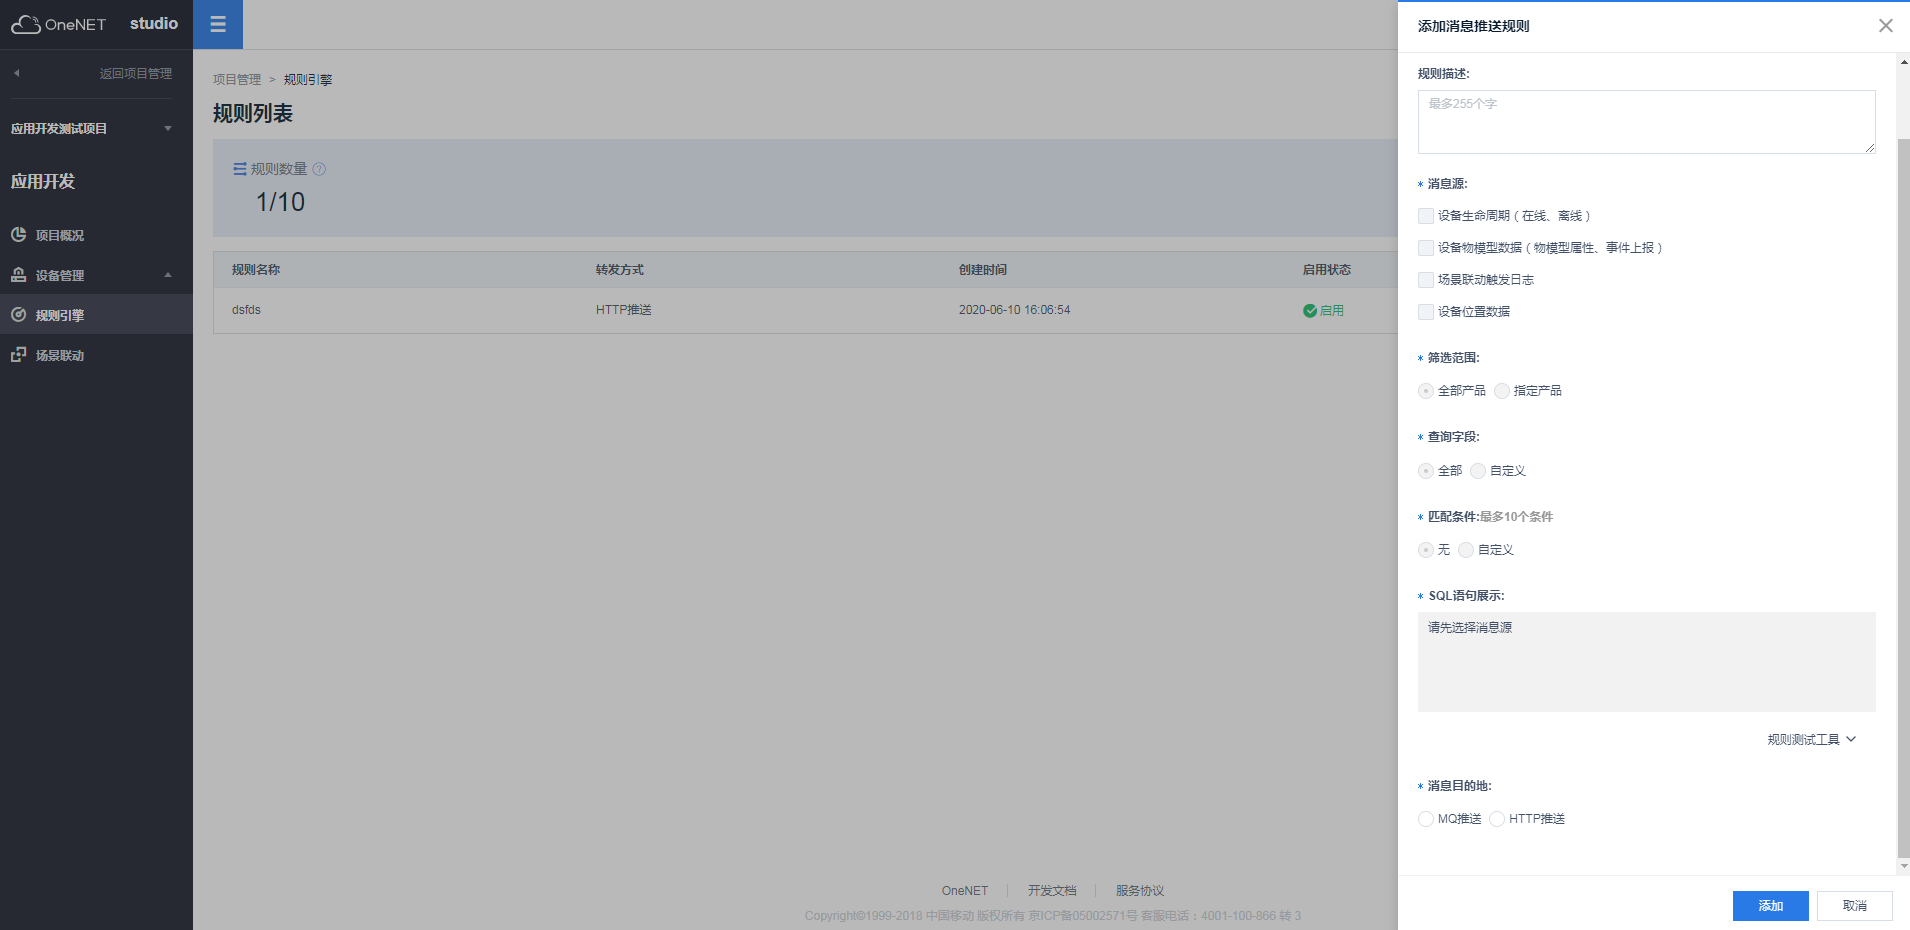 OneNET studio
返回项目管理
应用开发测试项目
应用开发
项目概况
设备管理
规则引擎
场景联动
项目管理 > 规则引擎
规则列表
规则数量 ?
1/10
规则名称 转发方式 创建时间 启用状态
dsfds HTTP推送 2020-06-10 16:06:54 启用
OneNET 开发文档 服务协议
Copyright©1999-2018 中国移动 版权所有 京ICP备05002571号 客服电话：4001-100-866 转 3
添加消息推送规则
规则描述:
最多255个字
* 消息源:
设备生命周期（在线、离线）
设备物模型数据（物模型属性、事件上报）
场景联动触发日志
设备位置数据
* 筛选范围:
全部产品 指定产品
* 查询字段:
全部 自定义
* 匹配条件:最多10个条件
无 自定义
* SQL语句展示:
请先选择消息源
规则测试工具
* 消息目的地:
MQ推送 HTTP推送
添加 取消